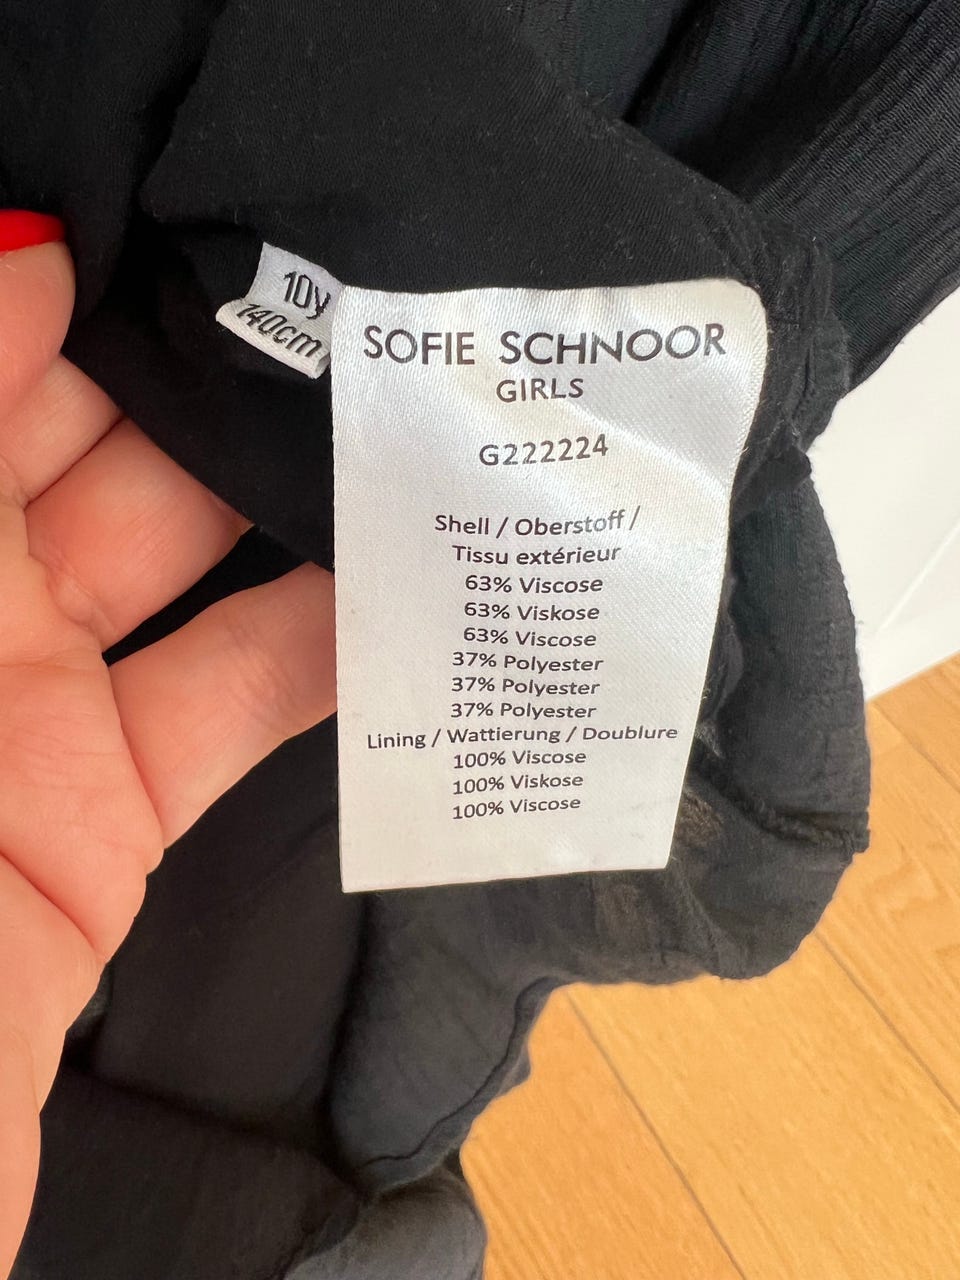 10y
140cm
SOFIE SCHNOOR
GIRLS
G222224
Shell / Oberstoff /
Tissu extérieur
63% Viscose
63% Viskose
63% Viscose
37% Polyester
37% Polyester
37% Polyester
Lining / Wattierung / Doublure
100% Viscose
100% Viskose
100% Viscose